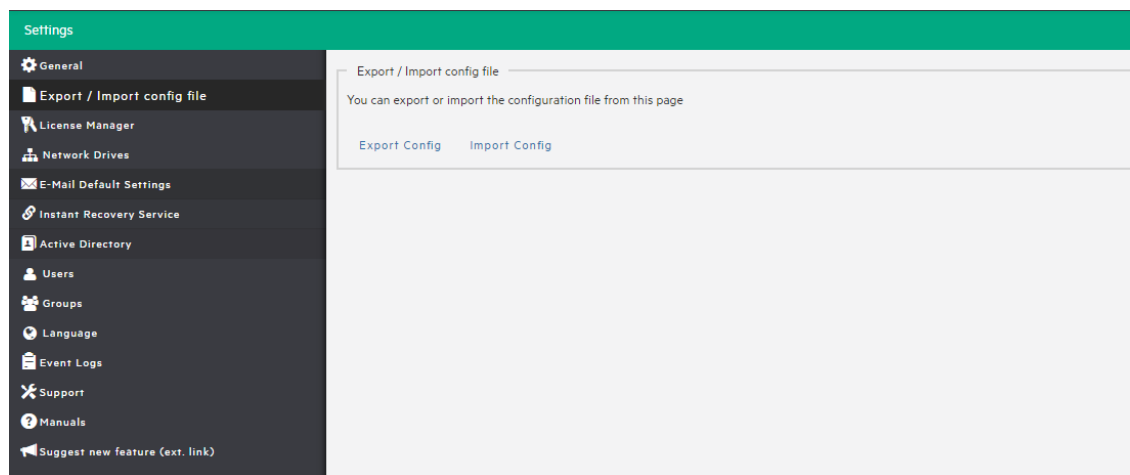 Settings
General
Export / Import config file
License Manager
Network Drives
E-Mail Default Settings
Instant Recovery Service
Active Directory
Users
Groups
Language
Event Logs
Support
Manuals
Suggest new feature (ext. link)
Export / Import config file
You can export or import the configuration file from this page
Export Config Import Config